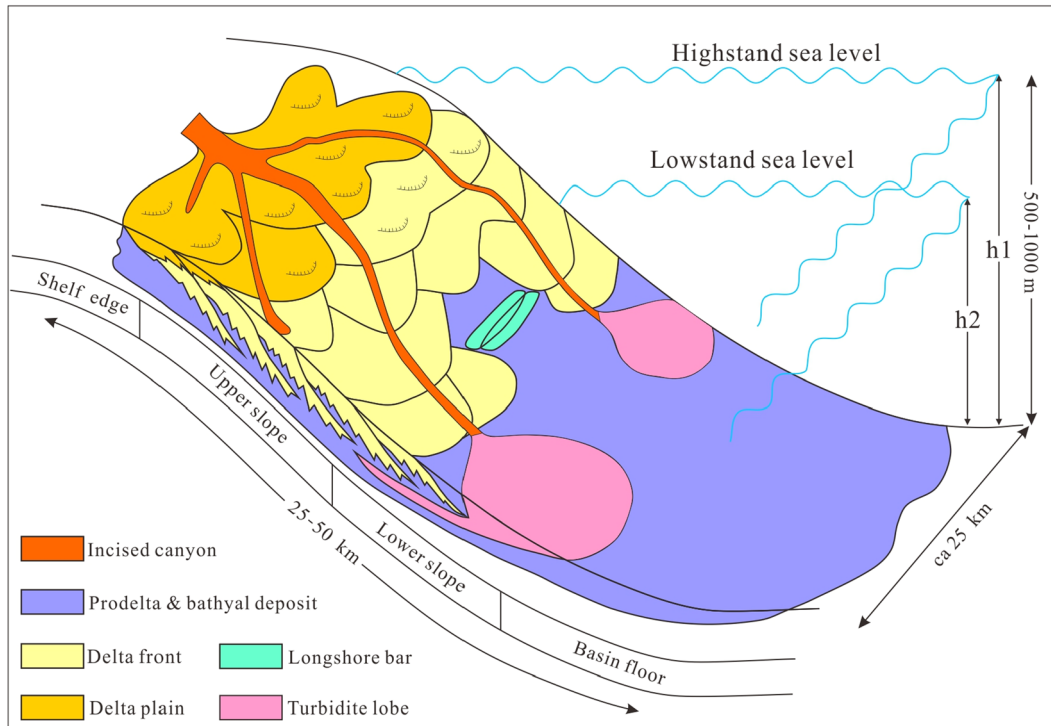 Highstand sea level
Lowstand sea level
500-1000 m
h1
h2
Shelf edge
Upper slope
25-50 km
Lower slope
ca 25 km
Basin floor
Incised canyon
Prodelta & bathyal deposit
Delta front
Longshore bar
Delta plain
Turbidite lobe